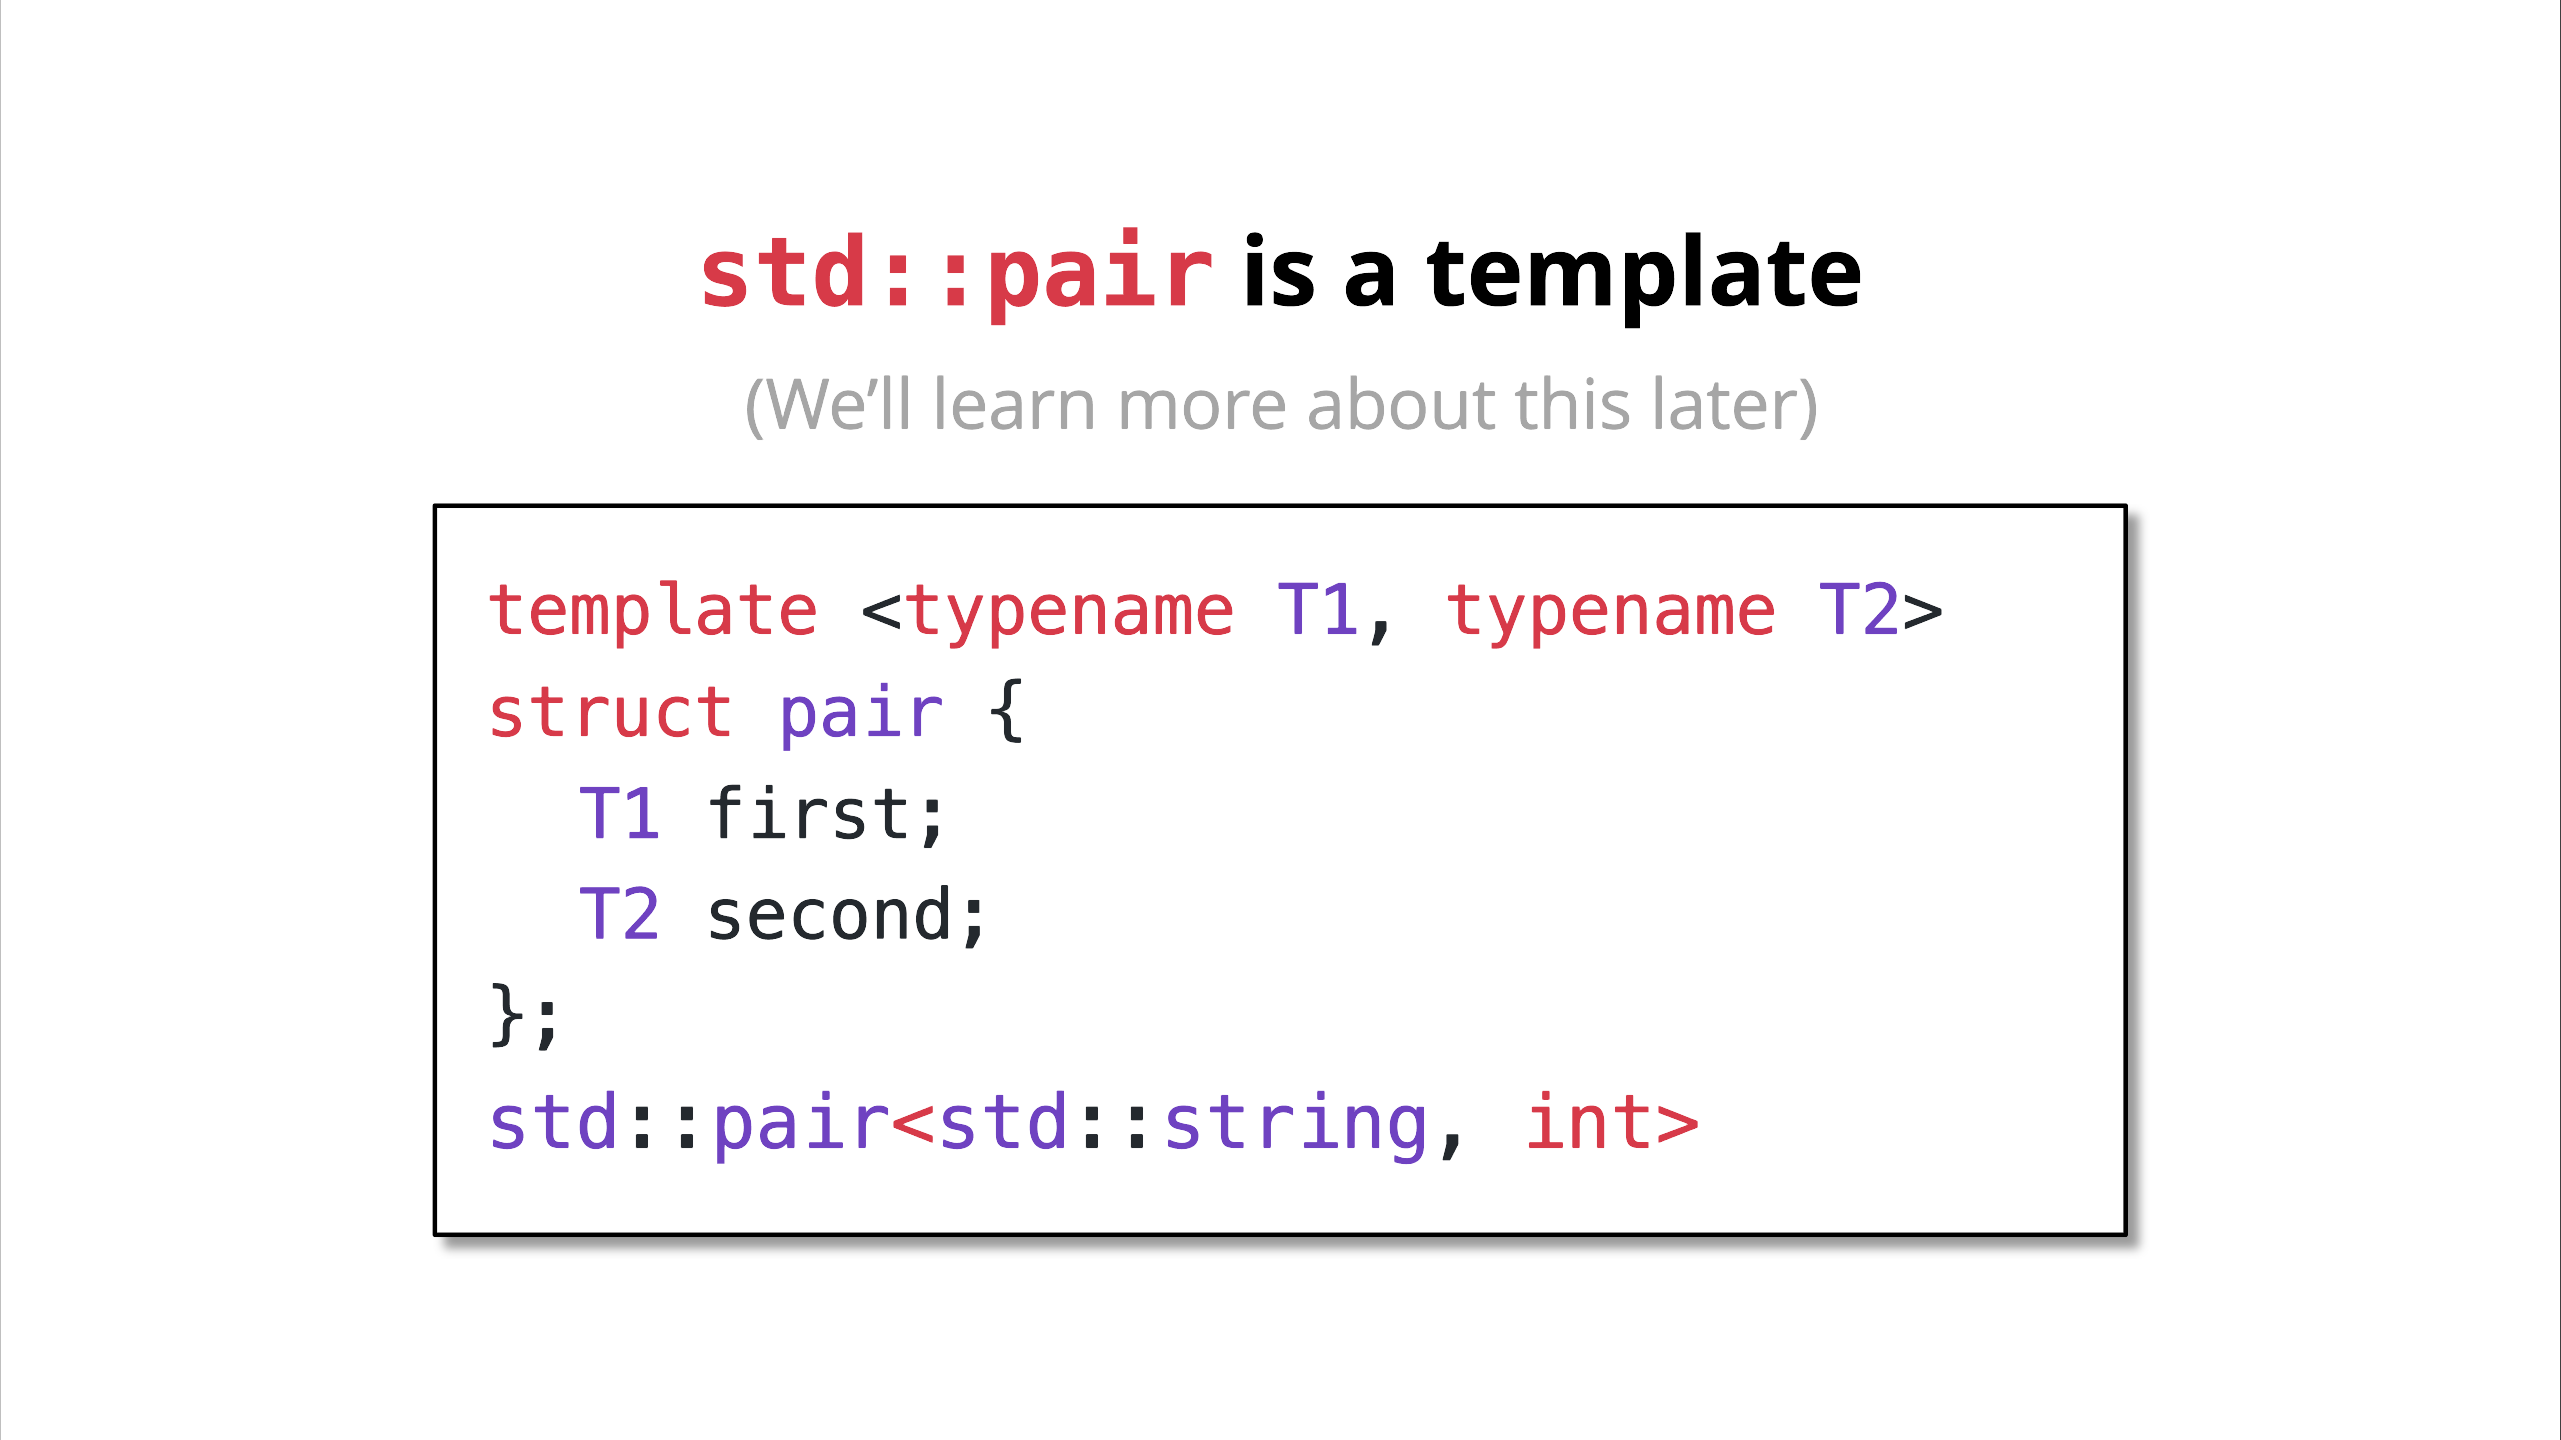 std::pair is a template
(We’ll learn more about this later)
template <typename T1, typename T2>
struct pair {
  T1 first;
  T2 second;
};
std::pair<std::string, int>